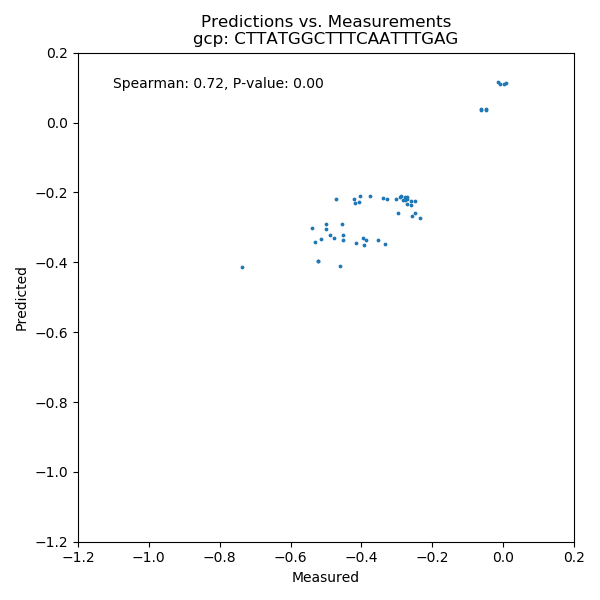 Predictions vs. Measurements
gcp: CTTATGGCTTTCAATTTGAG
Spearman: 0.72, P-value: 0.00
Predicted
0.2
0.0
−0.2
−0.4
−0.6
−0.8
−1.0
−1.2
−1.2 −1.0 −0.8 −0.6 −0.4 −0.2 0.0 0.2
Measured